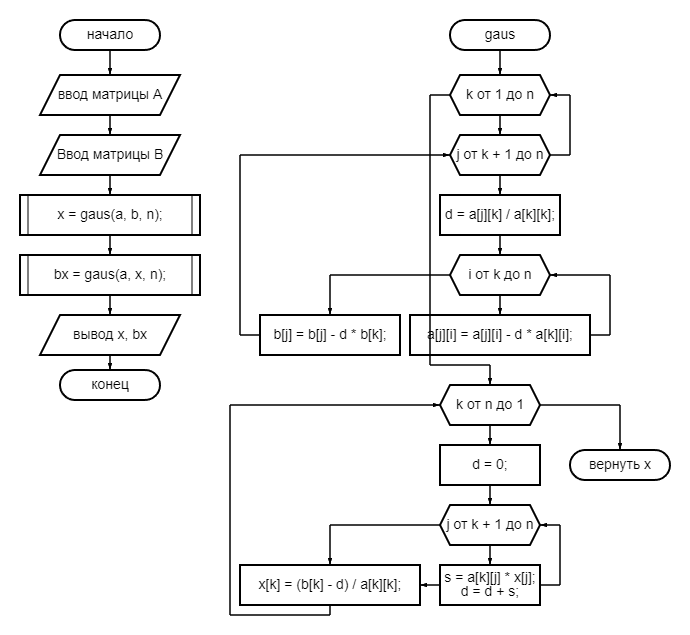 начало
ввод матрицы A
Ввод матрицы B
x = gaus(a, b, n);
bx = gaus(a, x, n);
вывод x, bx
конец
gaus
k от 1 до n
j от k + 1 до n
d = a[j][k] / a[k][k];
i от k до n
b[j] = b[j] - d * b[k];
a[j][i] = a[j][i] - d * a[k][i];
k от n до 1
вернуть x
d = 0;
j от k + 1 до n
x[k] = (b[k] - d) / a[k][k];
s = a[k][j] * x[j];
d = d + s;